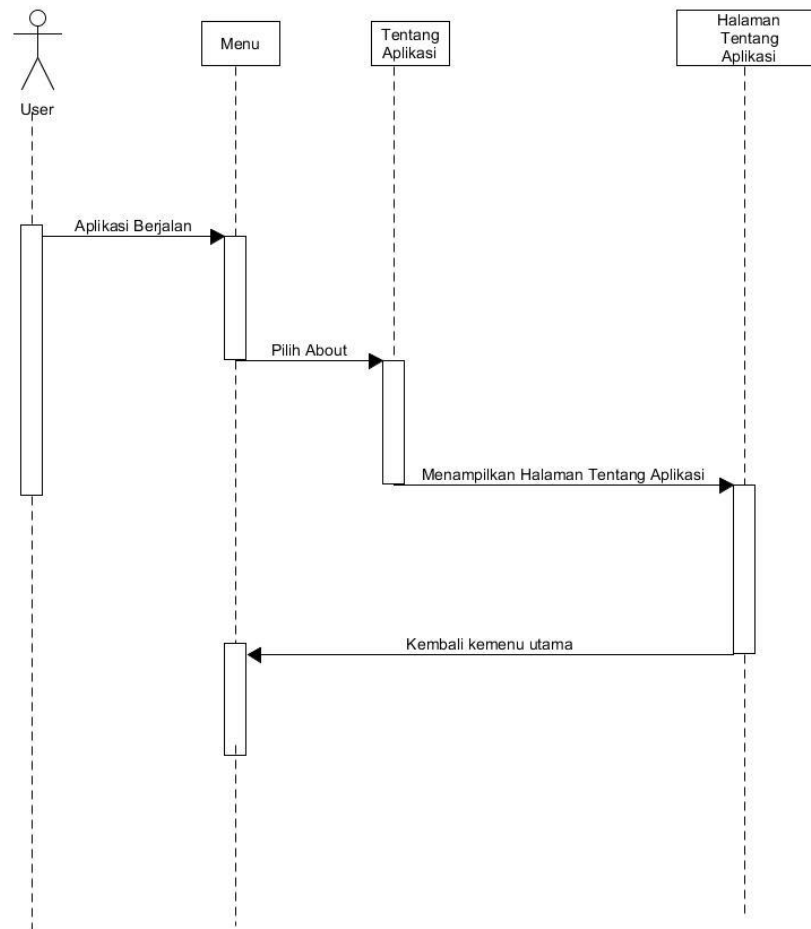 User
Menu
Tentang
Aplikasi
Halaman
Tentang
Aplikasi
Aplikasi Berjalan
Pilih About
Menampilkan Halaman Tentang Aplikasi
Kembali kemenu utama